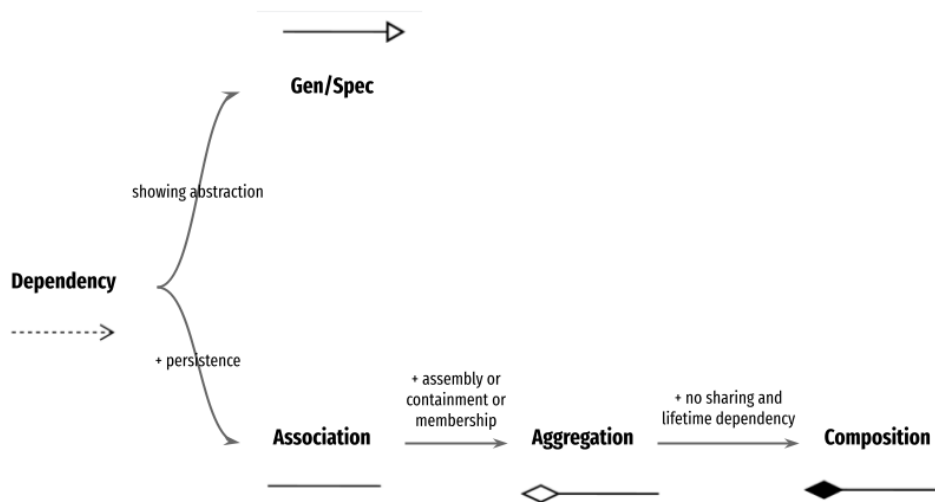 Gen/Spec
showing abstraction
Dependency
+ persistence
+ assembly or
containment or
membership
+ no sharing and
lifetime dependency
Association
Aggregation
Composition